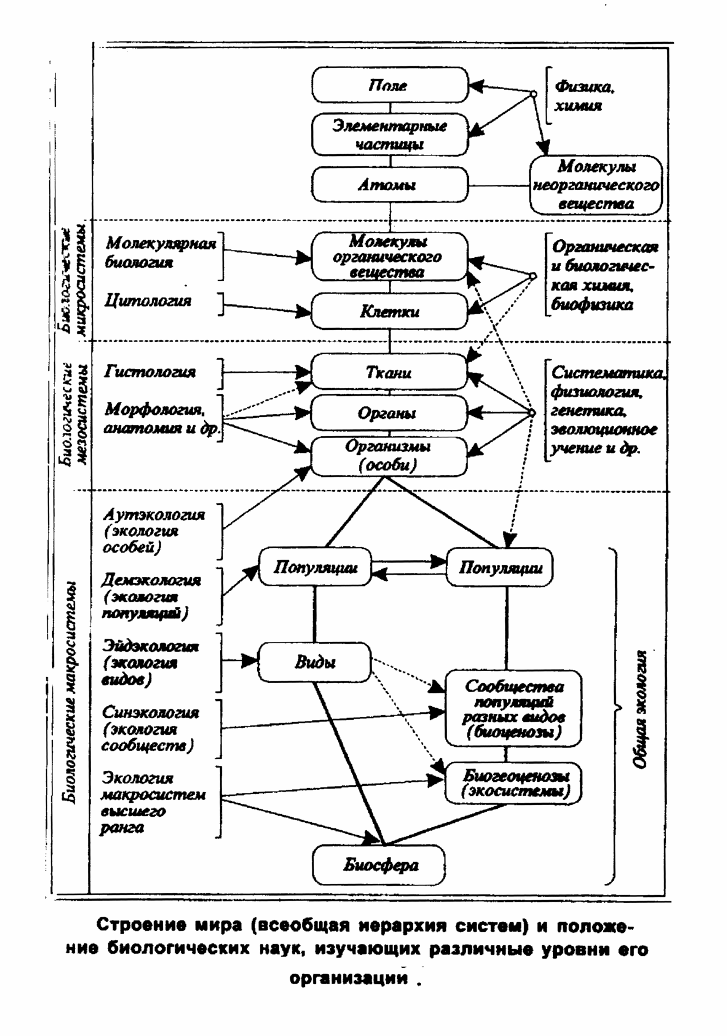 Поле
Физика,
химия
Элементарные
частицы
Атомы
Молекулы
неорганического
вещества
Биологические
микросистемы
Молекулярная
биология
Молекулы
органического
вещества
Органическая
и биологичес-
кая химия,
биофизика
Цитология
Клетки
Биологические
мезосистемы
Гистология
Ткани
Систематика,
физиология,
генетика,
эволюционное
учение и др.
Морфология,
анатомия и др.
Органы
Организмы
(особи)
Биологические макросистемы
Аутэкология
(экология
особей)
Популяции
Популяции
Демэкология
(экология
популяций)
Эйдэкология
(экология
видов)
Виды
Сообщества
популяций
разных видов
(биоценозы)
Общая экология
Синэкология
(экология
сообществ)
Экология
макросистем
высшего
ранга
Биогеоценозы
(экосистемы)
Биосфера
Строение мира (всеобщая иерархия систем) и положе-
ние биологических наук, изучающих различные уровни его
организации .